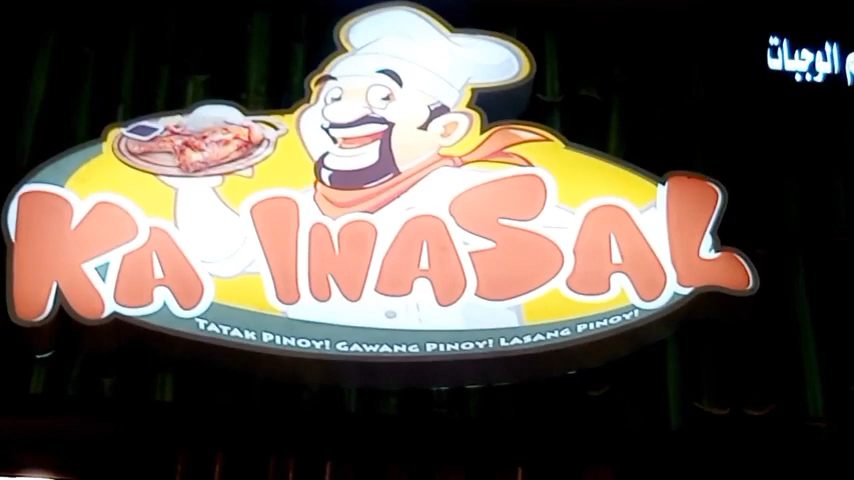 KA INASAL
TATAK PINOY! GAWANG PINOY! LASANG PINOY!
الوجبات